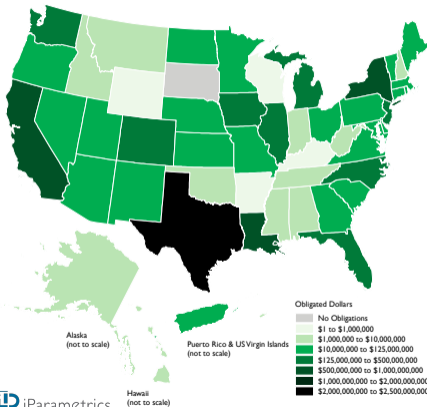 Alaska
(not to scale)
Hawaii
(not to scale)
Puerto Rico & US Virgin Islands
(not to scale)
Obligated Dollars
No Obligations
$1 to $1,000,000
$1,000,000 to $10,000,000
$10,000,000 to $125,000,000
$125,000,000 to $500,000,000
$500,000,000 to $1,000,000,000
$1,000,000,000 to $2,000,000,000
$2,000,000,000 to $2,500,000,000
iParametrics